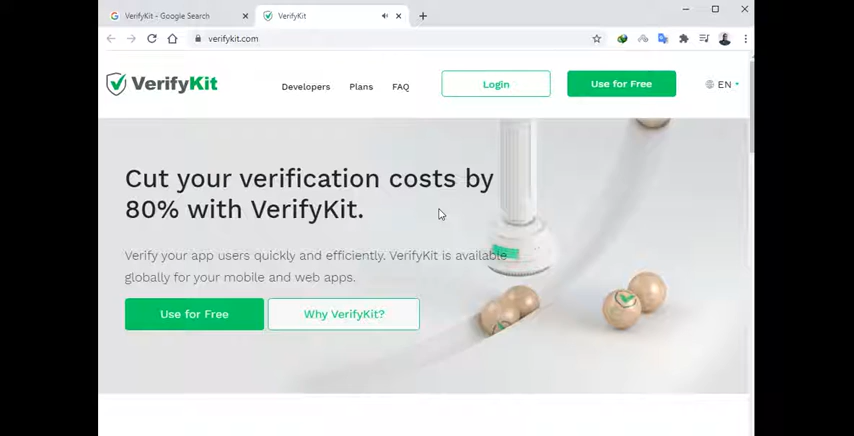 VerifyKit - Google Search
VerifyKit
verifykit.com
VerifyKit
Developers
Plans
FAQ
Login
Use for Free
EN
Cut your verification costs by
80% with VerifyKit.
Verify your app users quickly and efficiently. VerifyKit is available
globally for your mobile and web apps.
Use for Free
Why VerifyKit?